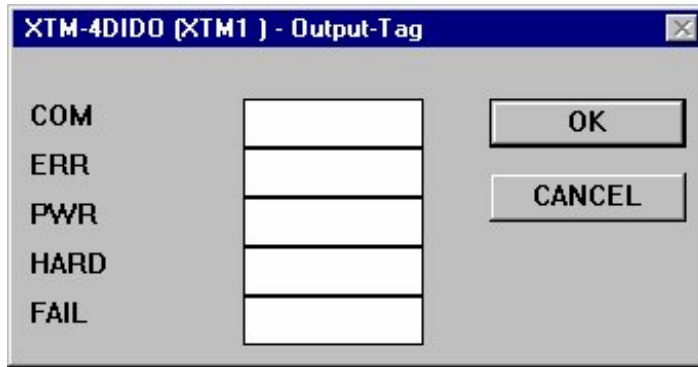 XTM-4DIDO (XTM1 ) - Output-Tag
COM
OK
ERR
CANCEL
PWR
HARD
FAIL